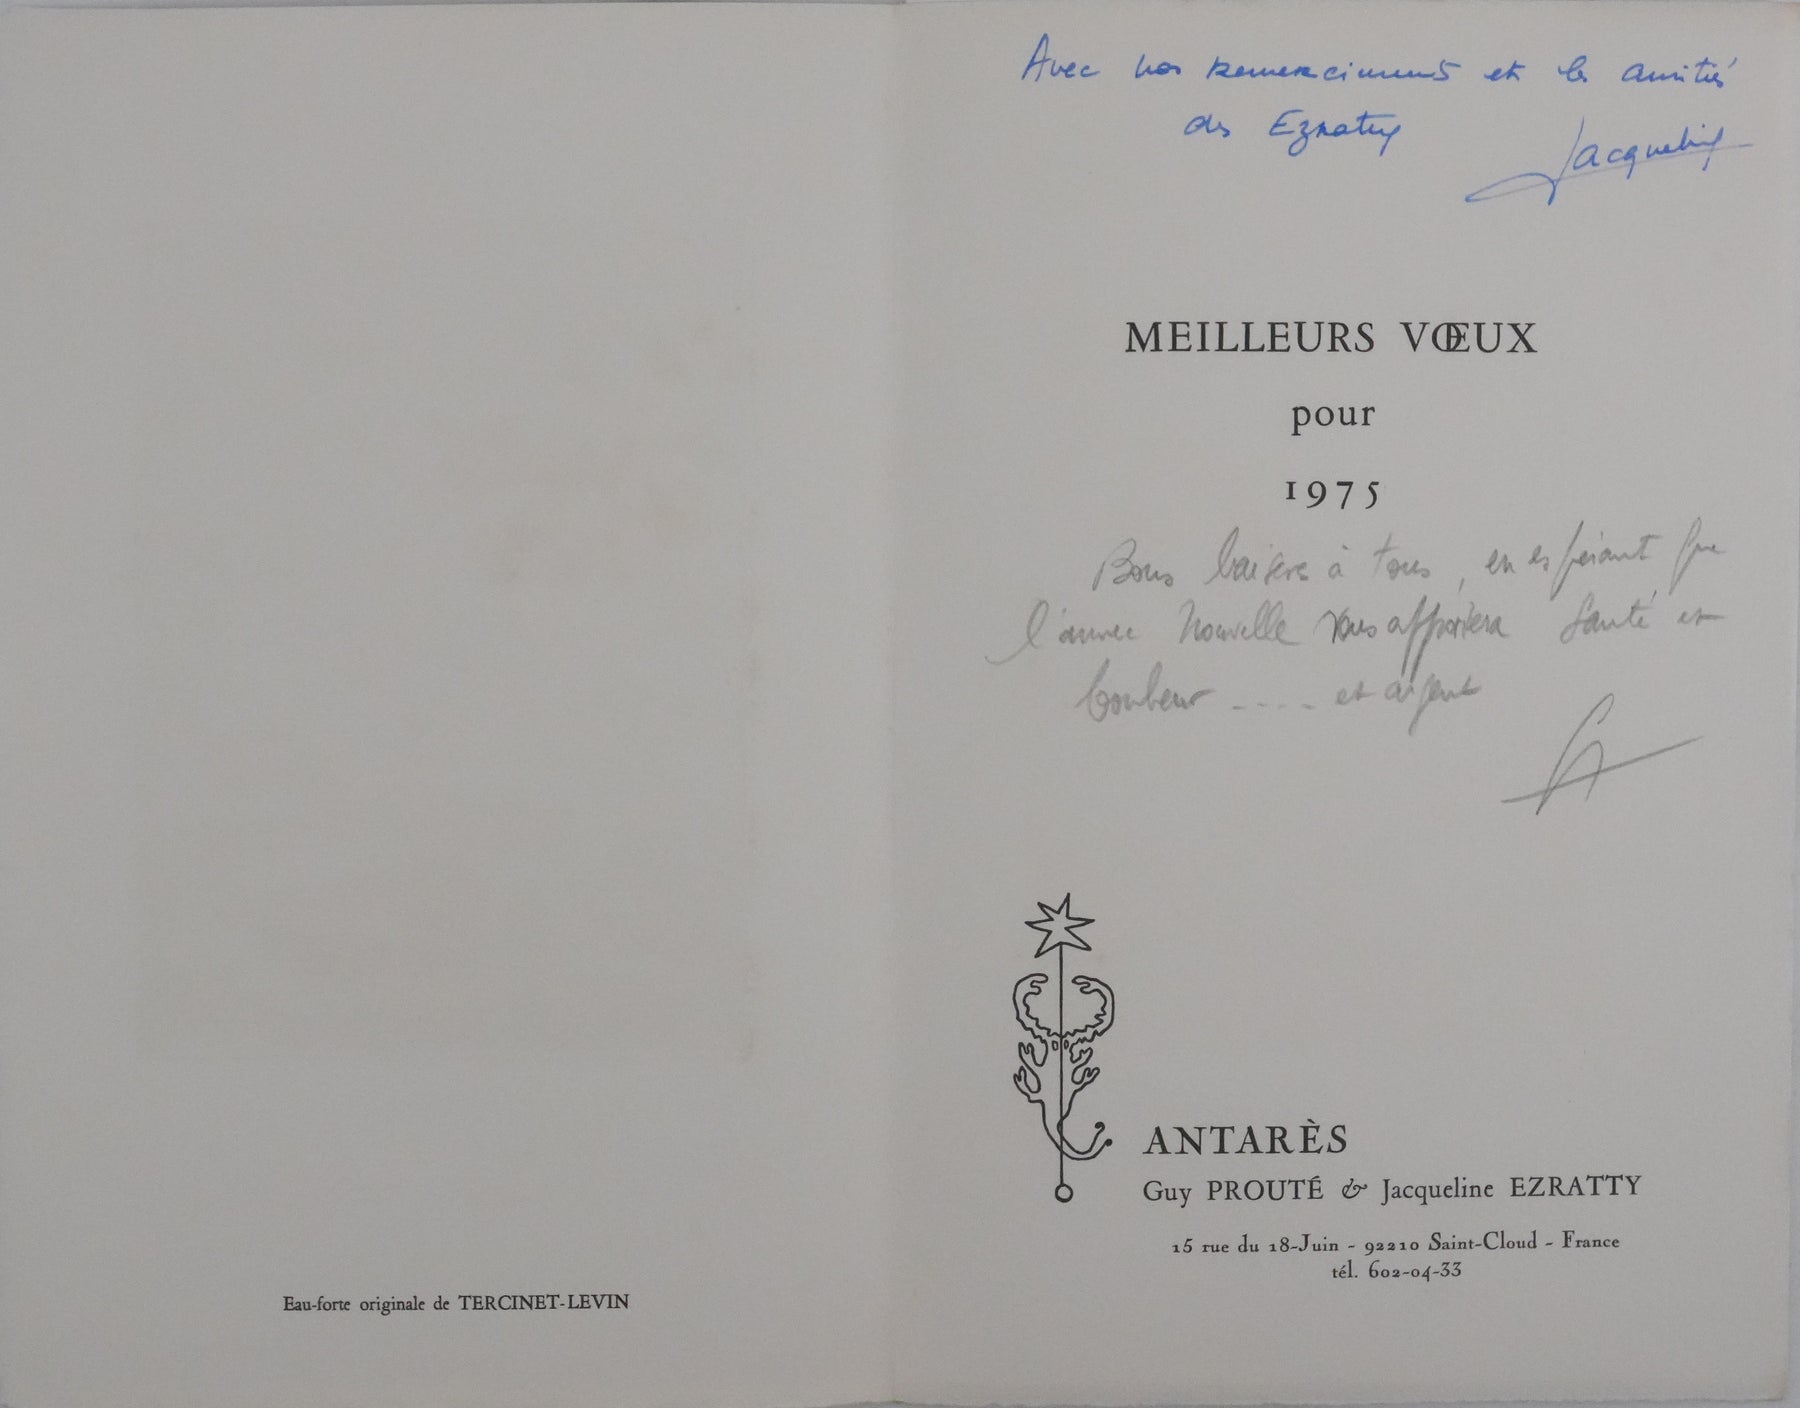 Avec nos remerciements et les amitiés
des Ezratty
Jacqueline
MEILLEURS VŒUX
pour
1975
Bons baisers à tous, en espérant que
l'année nouvelle vous apportera Santé et
bonheur .... et argent
ANTARÈS
Guy PROUTÉ & Jacqueline EZRATTY
15 rue du 18-Juin - 92210 Saint-Cloud - France
tél. 602-04-33
Eau-forte originale de TERCINET-LEVIN